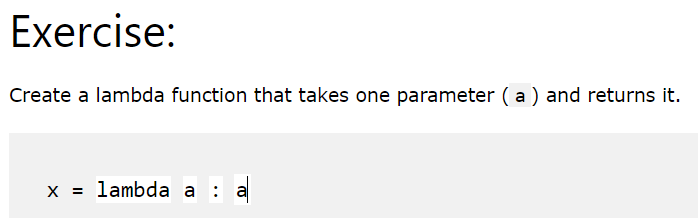 Exercise:
Create a lambda function that takes one parameter (a) and returns it.
x = lambda a : a